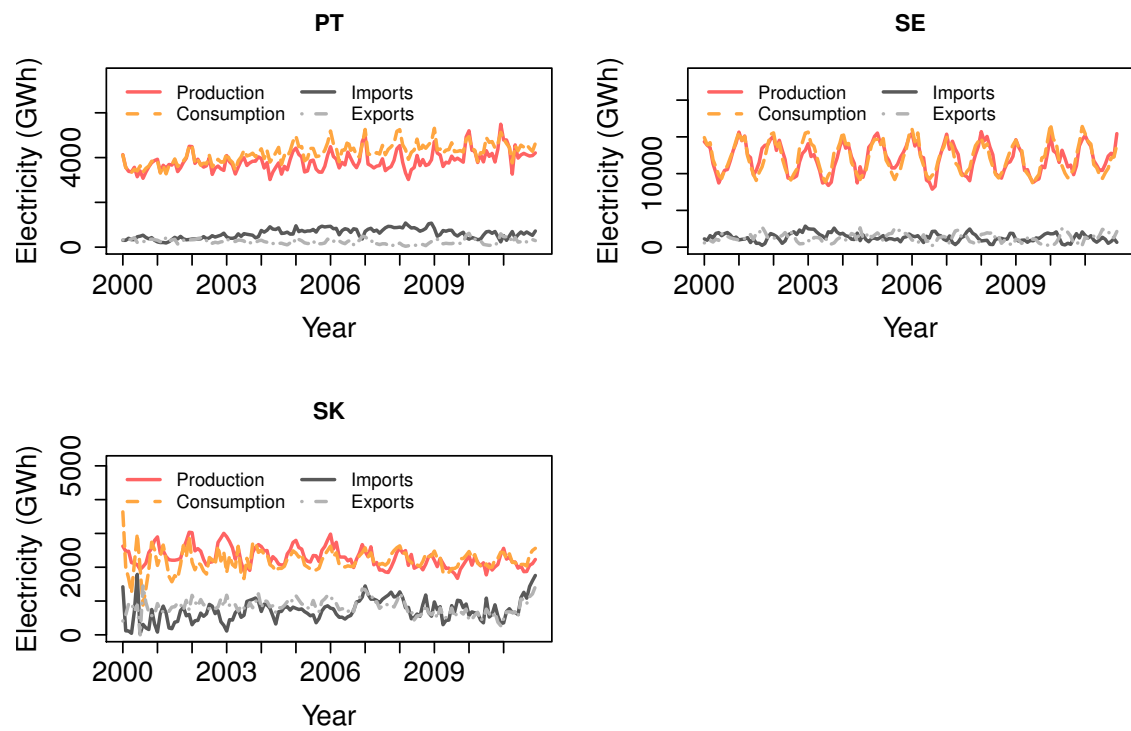 PT
Electricity (GWh)
0
4000
Production
Consumption
Imports
Exports
2000
2003
2006
2009
Year
SE
Electricity (GWh)
0
10000
Production
Consumption
Imports
Exports
2000
2003
2006
2009
Year
SK
Electricity (GWh)
0
2000
5000
Production
Consumption
Imports
Exports
2000
2003
2006
2009
Year